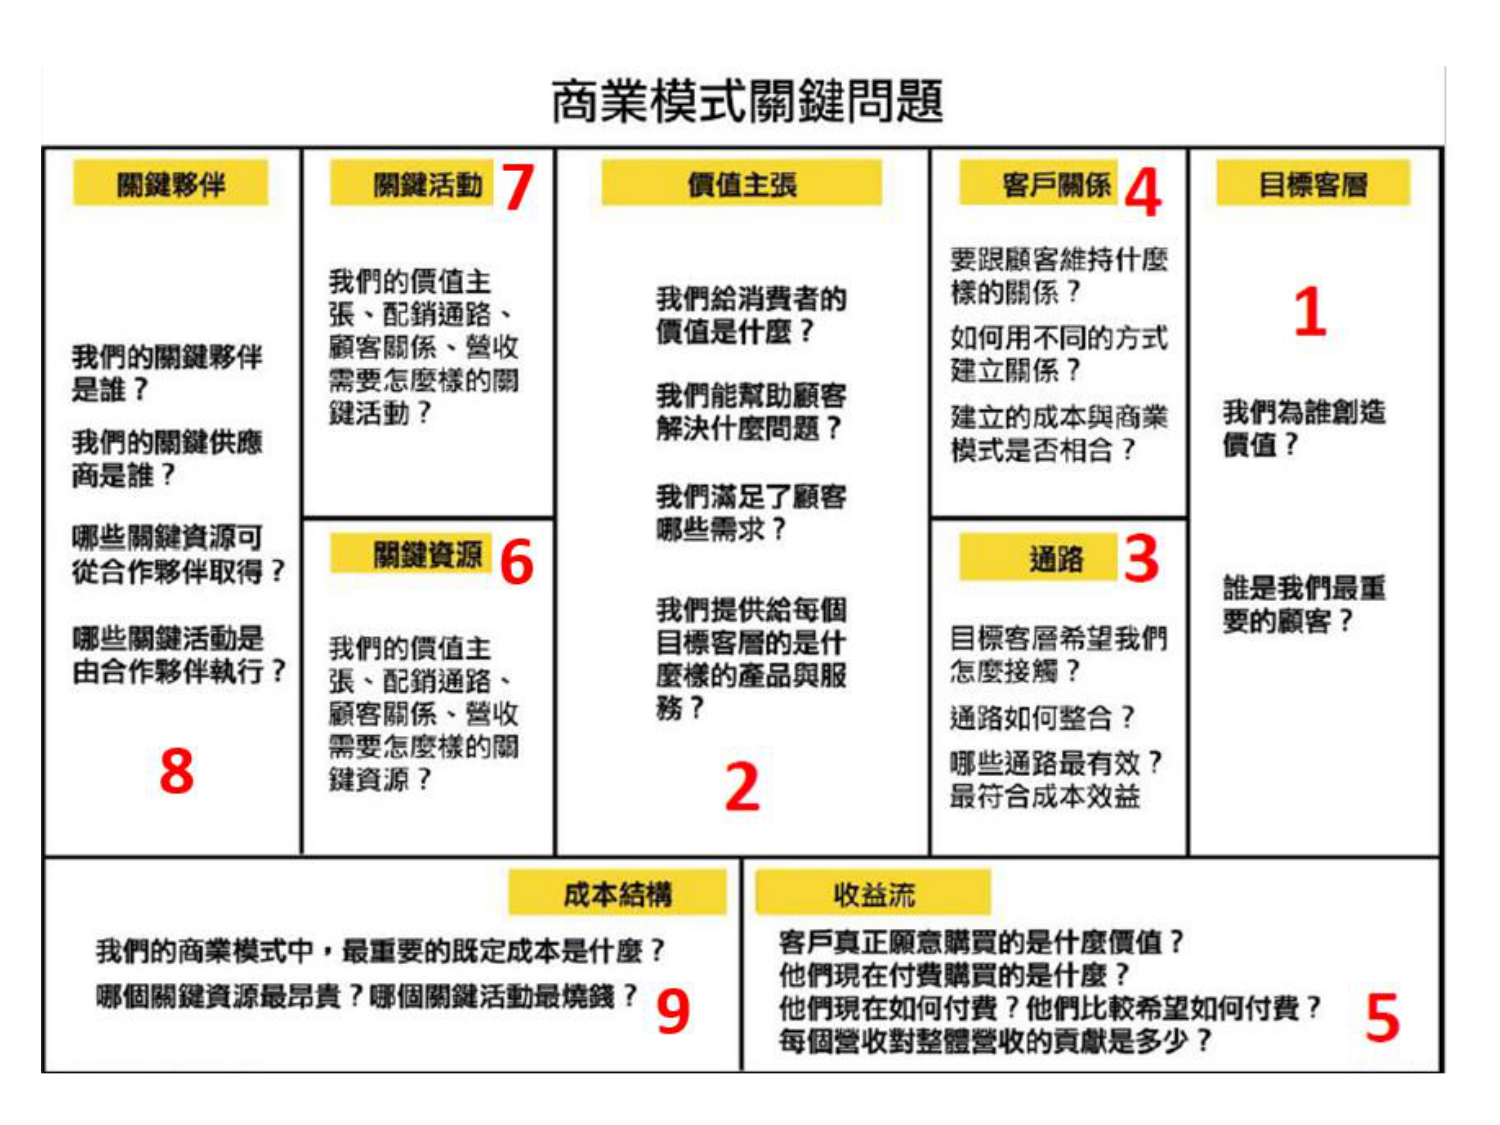 商業模式關鍵問題
關鍵夥伴
我們的關鍵夥伴
是誰？
我們的關鍵供應
商是誰？
哪些關鍵資源可
從合作夥伴取得？
哪些關鍵活動是
由合作夥伴執行？
8
關鍵活動 7
我們的價值主
張、配銷通路、
顧客關係、營收
需要怎麼樣的關
鍵活動？
關鍵資源 6
我們的價值主
張、配銷通路、
顧客關係、營收
需要怎麼樣的關
鍵資源？
價值主張
我們給消費者的
價值是什麼？
我們能幫助顧客
解決什麼問題？
我們滿足了顧客
哪些需求？
我們提供給每個
目標客層的是什
麼樣的產品與服
務？
2
客戶關係 4
要跟顧客維持什麼
樣的關係？
如何用不同的方式
建立關係？
建立的成本與商業
模式是否相合？
通路 3
目標客層希望我們
怎麼接觸？
通路如何整合？
哪些通路最有效？
最符合成本效益
目標客層
1
我們為誰創造
價值？
誰是我們最重
要的顧客？
成本結構
我們的商業模式中，最重要的既定成本是什麼？
哪個關鍵資源最昂貴？哪個關鍵活動最燒錢？
9
收益流
客戶真正願意購買的是什麼價值？
他們現在付費購買的是什麼？
他們現在如何付費？他們比較希望如何付費？
每個營收對整體營收的貢獻是多少？
5